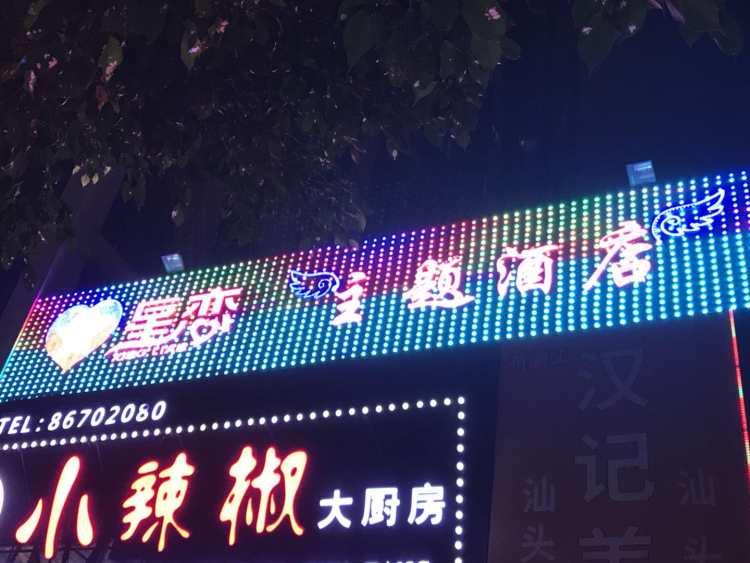 星恋 主题酒店
TEL:86702080
小辣椒大厨房
汉记
汕头
汕